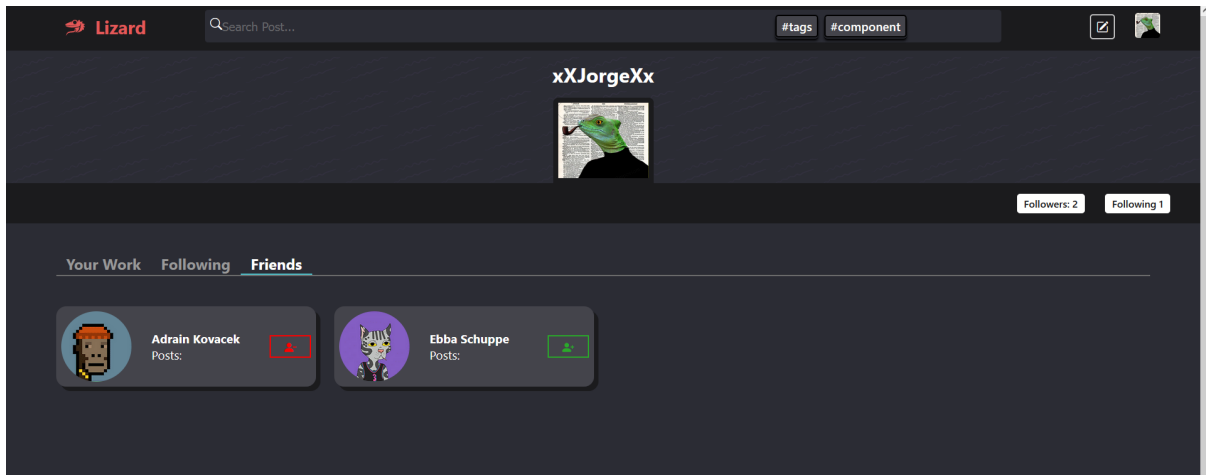 Lizard
Search Post...
#tags #component
xXJorgeXx
Followers: 2 Following 1
Your Work Following Friends
Adrain Kovacek
Posts:
Ebba Schuppe
Posts: